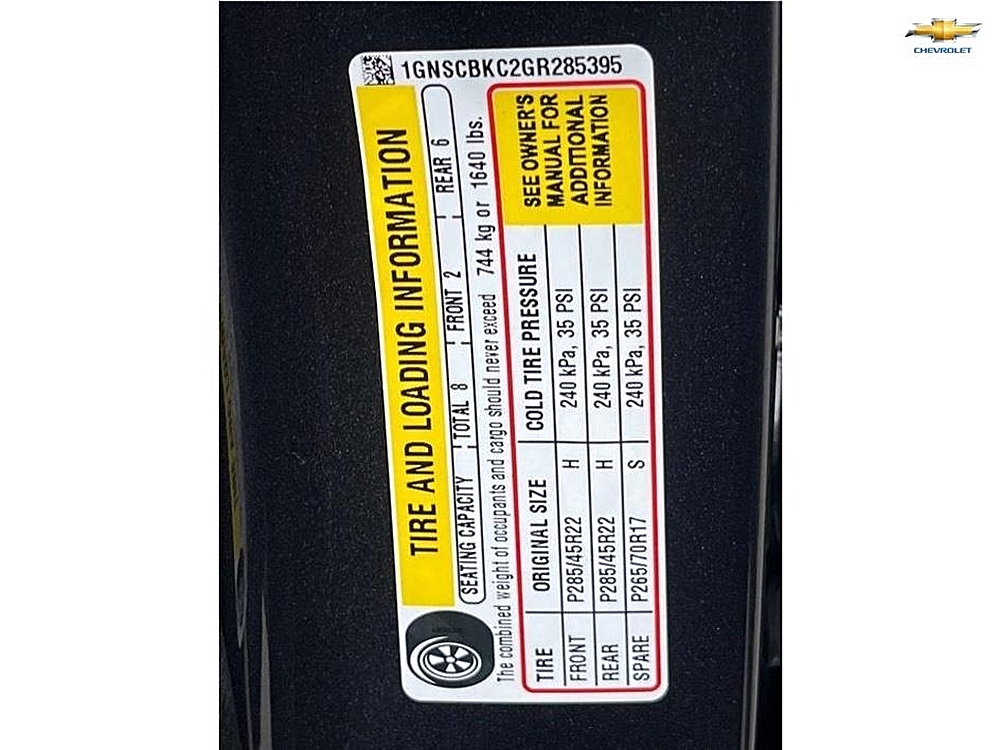 1GNSCBKC2GR285395
TIRE AND LOADING INFORMATION
SEATING CAPACITY TOTAL 8 FRONT 2 REAR 6
The combined weight of occupants and cargo should never exceed 744 kg or 1640 lbs.
TIRE ORIGINAL SIZE COLD TIRE PRESSURE
FRONT P285/45R22 H 240 kPa, 35 PSI
REAR P285/45R22 H 240 kPa, 35 PSI
SPARE P265/70R17 S 240 kPa, 35 PSI
SEE OWNER'S
MANUAL FOR
ADDITIONAL
INFORMATION
CHEVROLET